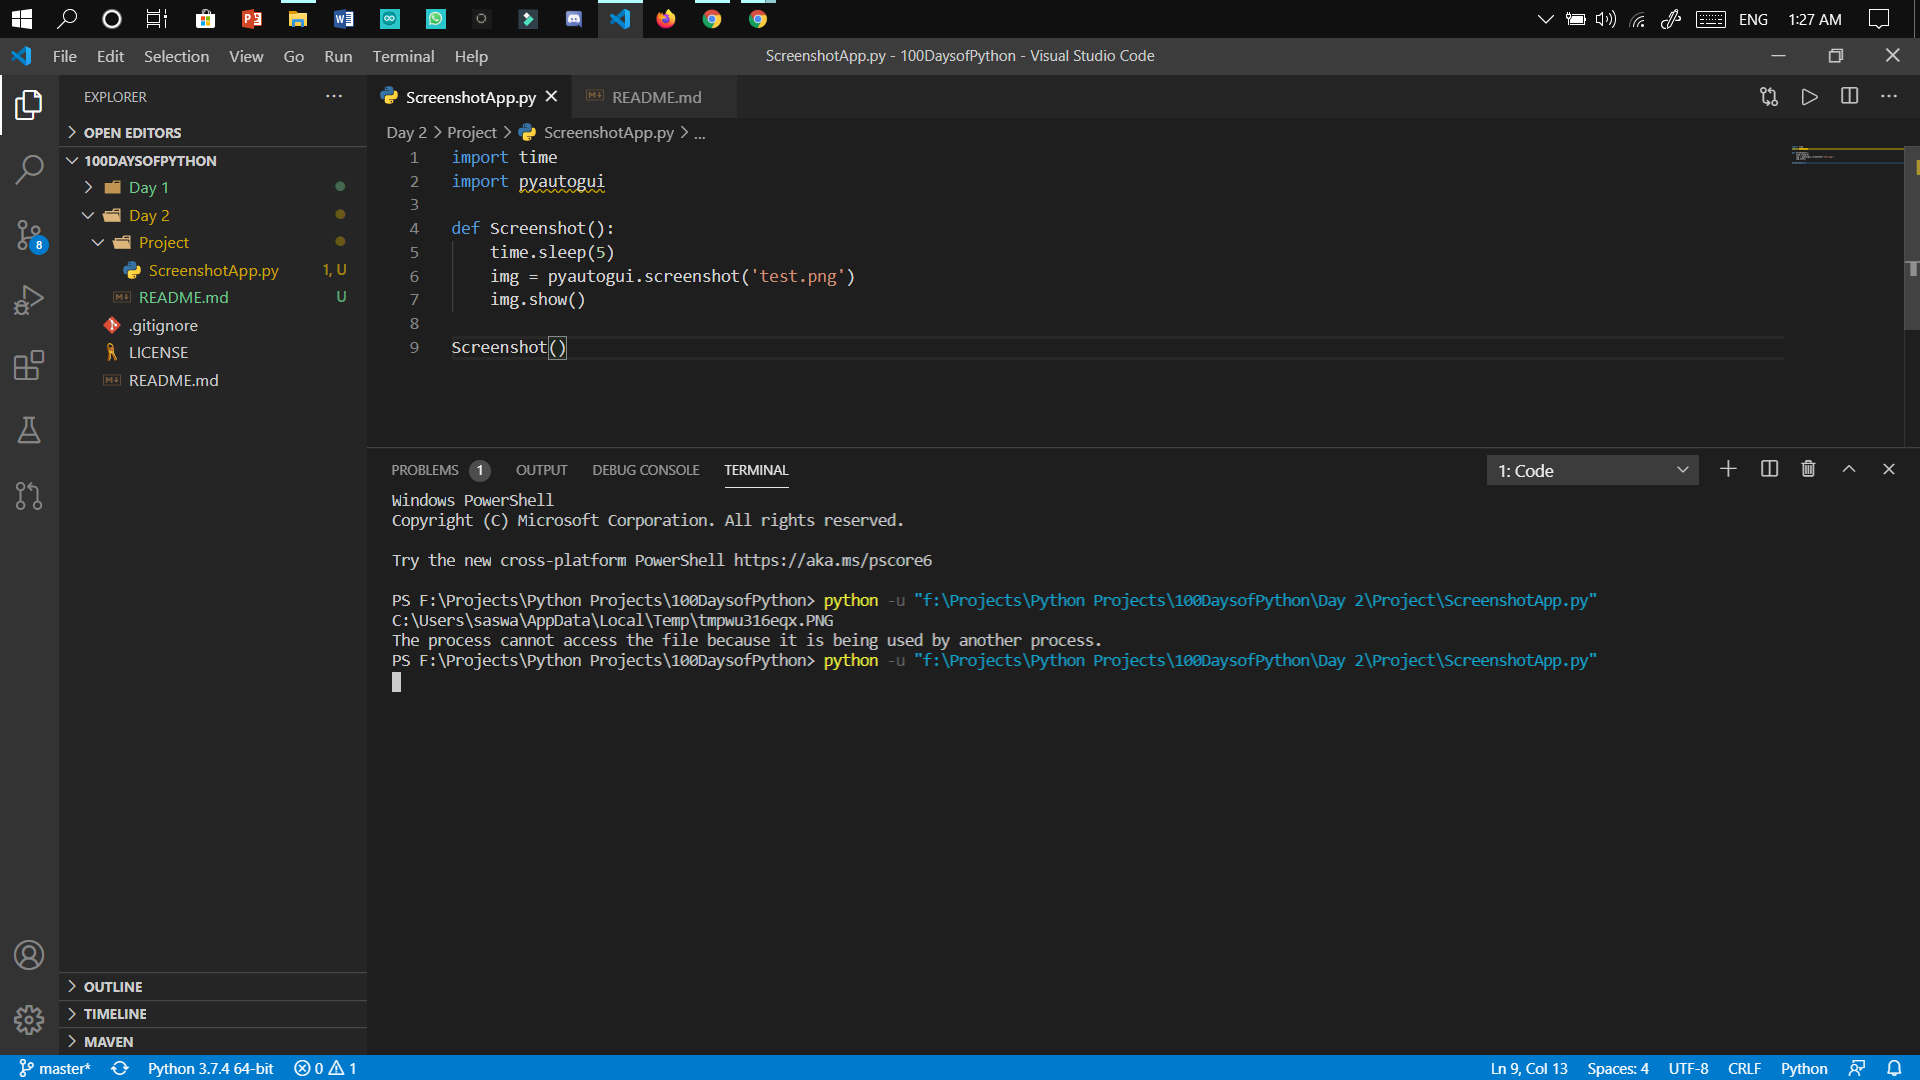 ENG 1:27 AM
File Edit Selection View Go Run Terminal Help ScreenshotApp.py - 100DaysofPython - Visual Studio Code
EXPLORER ...
OPEN EDITORS
100DAYSOFPYTHON
Day 1
Day 2
Project
ScreenshotApp.py 1, U
README.md U
.gitignore
LICENSE
README.md
8
OUTLINE
TIMELINE
MAVEN
ScreenshotApp.py README.md
Day 2 > Project > ScreenshotApp.py > ...
1 import time
2 import pyautogui
3
4 def Screenshot():
5 time.sleep(5)
6 img = pyautogui.screenshot('test.png')
7 img.show()
8
9 Screenshot()
PROBLEMS 1 OUTPUT DEBUG CONSOLE TERMINAL 1: Code
Windows PowerShell
Copyright (C) Microsoft Corporation. All rights reserved.
Try the new cross-platform PowerShell https://aka.ms/pscore6
PS F:\Projects\Python Projects\100DaysofPython> python -u "f:\Projects\Python Projects\100DaysofPython\Day 2\Project\ScreenshotApp.py"
C:\Users\saswa\AppData\Local\Temp\tmpwu316eqx.PNG
The process cannot access the file because it is being used by another process.
PS F:\Projects\Python Projects\100DaysofPython> python -u "f:\Projects\Python Projects\100DaysofPython\Day 2\Project\ScreenshotApp.py"
master* Python 3.7.4 64-bit 0 1 Ln 9, Col 13 Spaces: 4 UTF-8 CRLF Python